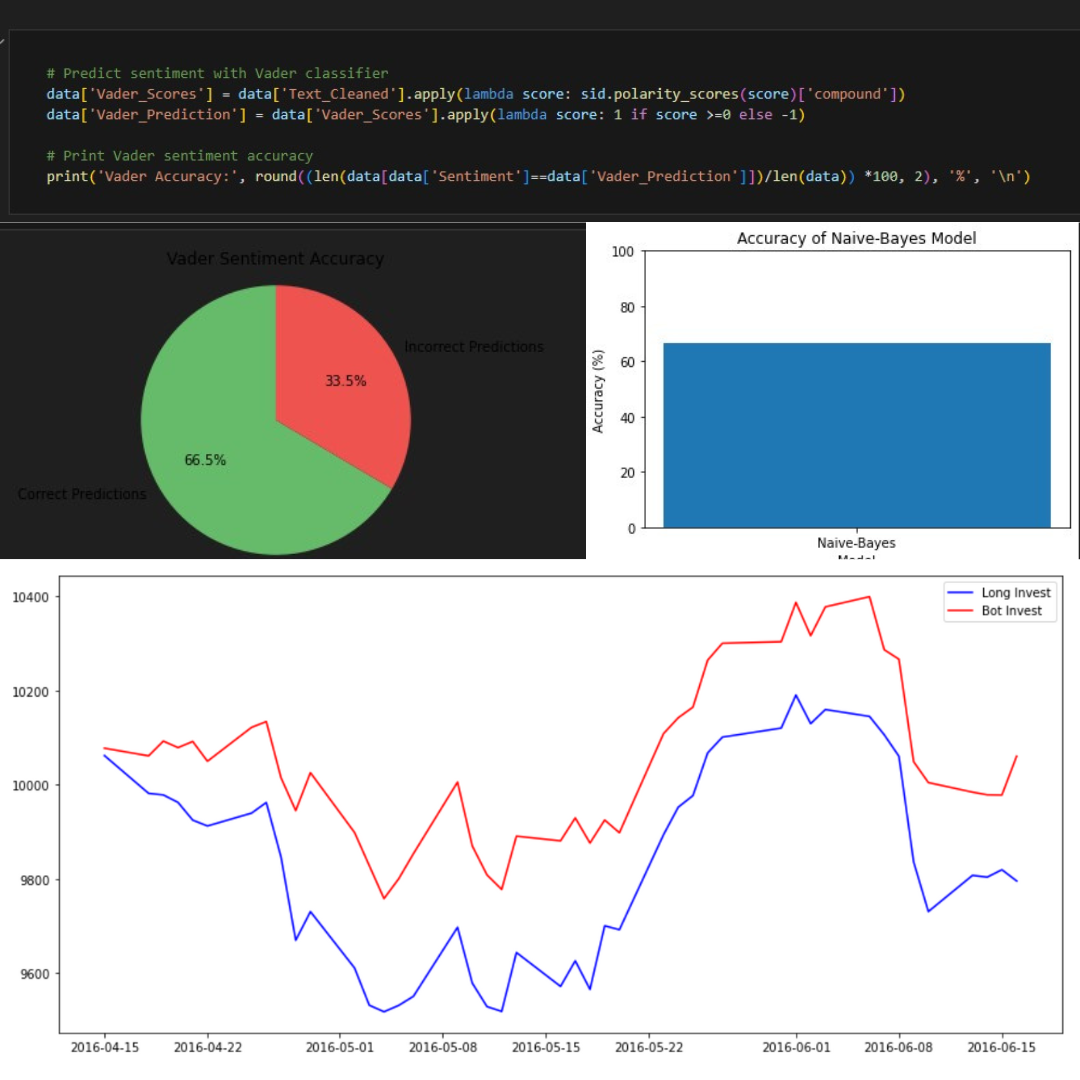 # Predict sentiment with Vader classifier
data['Vader_Scores'] = data['Text_Cleaned'].apply(lambda score: sid.polarity_scores(score)['compound'])
data['Vader_Prediction'] = data['Vader_Scores'].apply(lambda score: 1 if score >=0 else -1)
# Print Vader sentiment accuracy
print('Vader Accuracy:', round((len(data[data['Sentiment']==data['Vader_Prediction']])/len(data)) *100, 2), '%', '\n')
Vader Sentiment Accuracy
Incorrect Predictions
33.5%
66.5%
Correct Predictions
Accuracy of Naive-Bayes Model
100
80
60
40
20
0
Accuracy (%)
Naive-Bayes
Model
Long Invest
Bot Invest
10400
10200
10000
9800
9600
2016-04-15 2016-04-22 2016-05-01 2016-05-08 2016-05-15 2016-05-22 2016-06-01 2016-06-08 2016-06-15